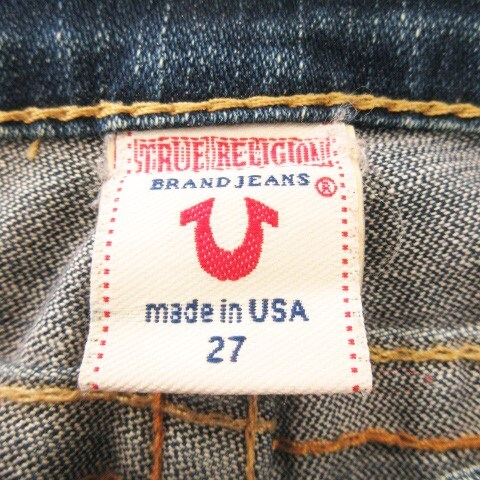 TRUE RELIGION
BRAND JEANS ®
made in USA
27